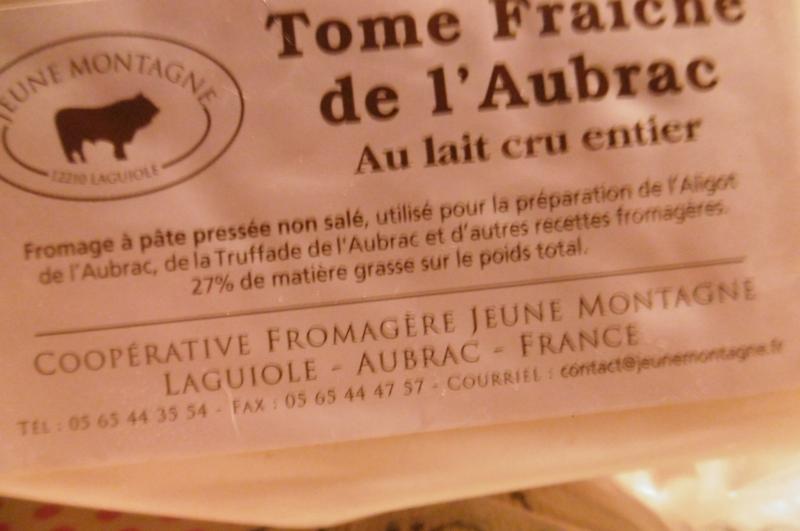 JEUNE MONTAGNE
12210 LAGUIOLE
Tome Fraîche
de l'Aubrac
Au lait cru entier
Fromage à pâte pressée non salé, utilisé pour la préparation de l'Aligot
de l'Aubrac, de la Truffade de l'Aubrac et d'autres recettes fromagères.
27% de matière grasse sur le poids total.
COOPÉRATIVE FROMAGÈRE JEUNE MONTAGNE
LAGUIOLE - AUBRAC - FRANCE
TÉL : 05 65 44 35 54 - FAX : 05 65 44 47 57 - COURRIEL : contact@jeunemontagne.fr